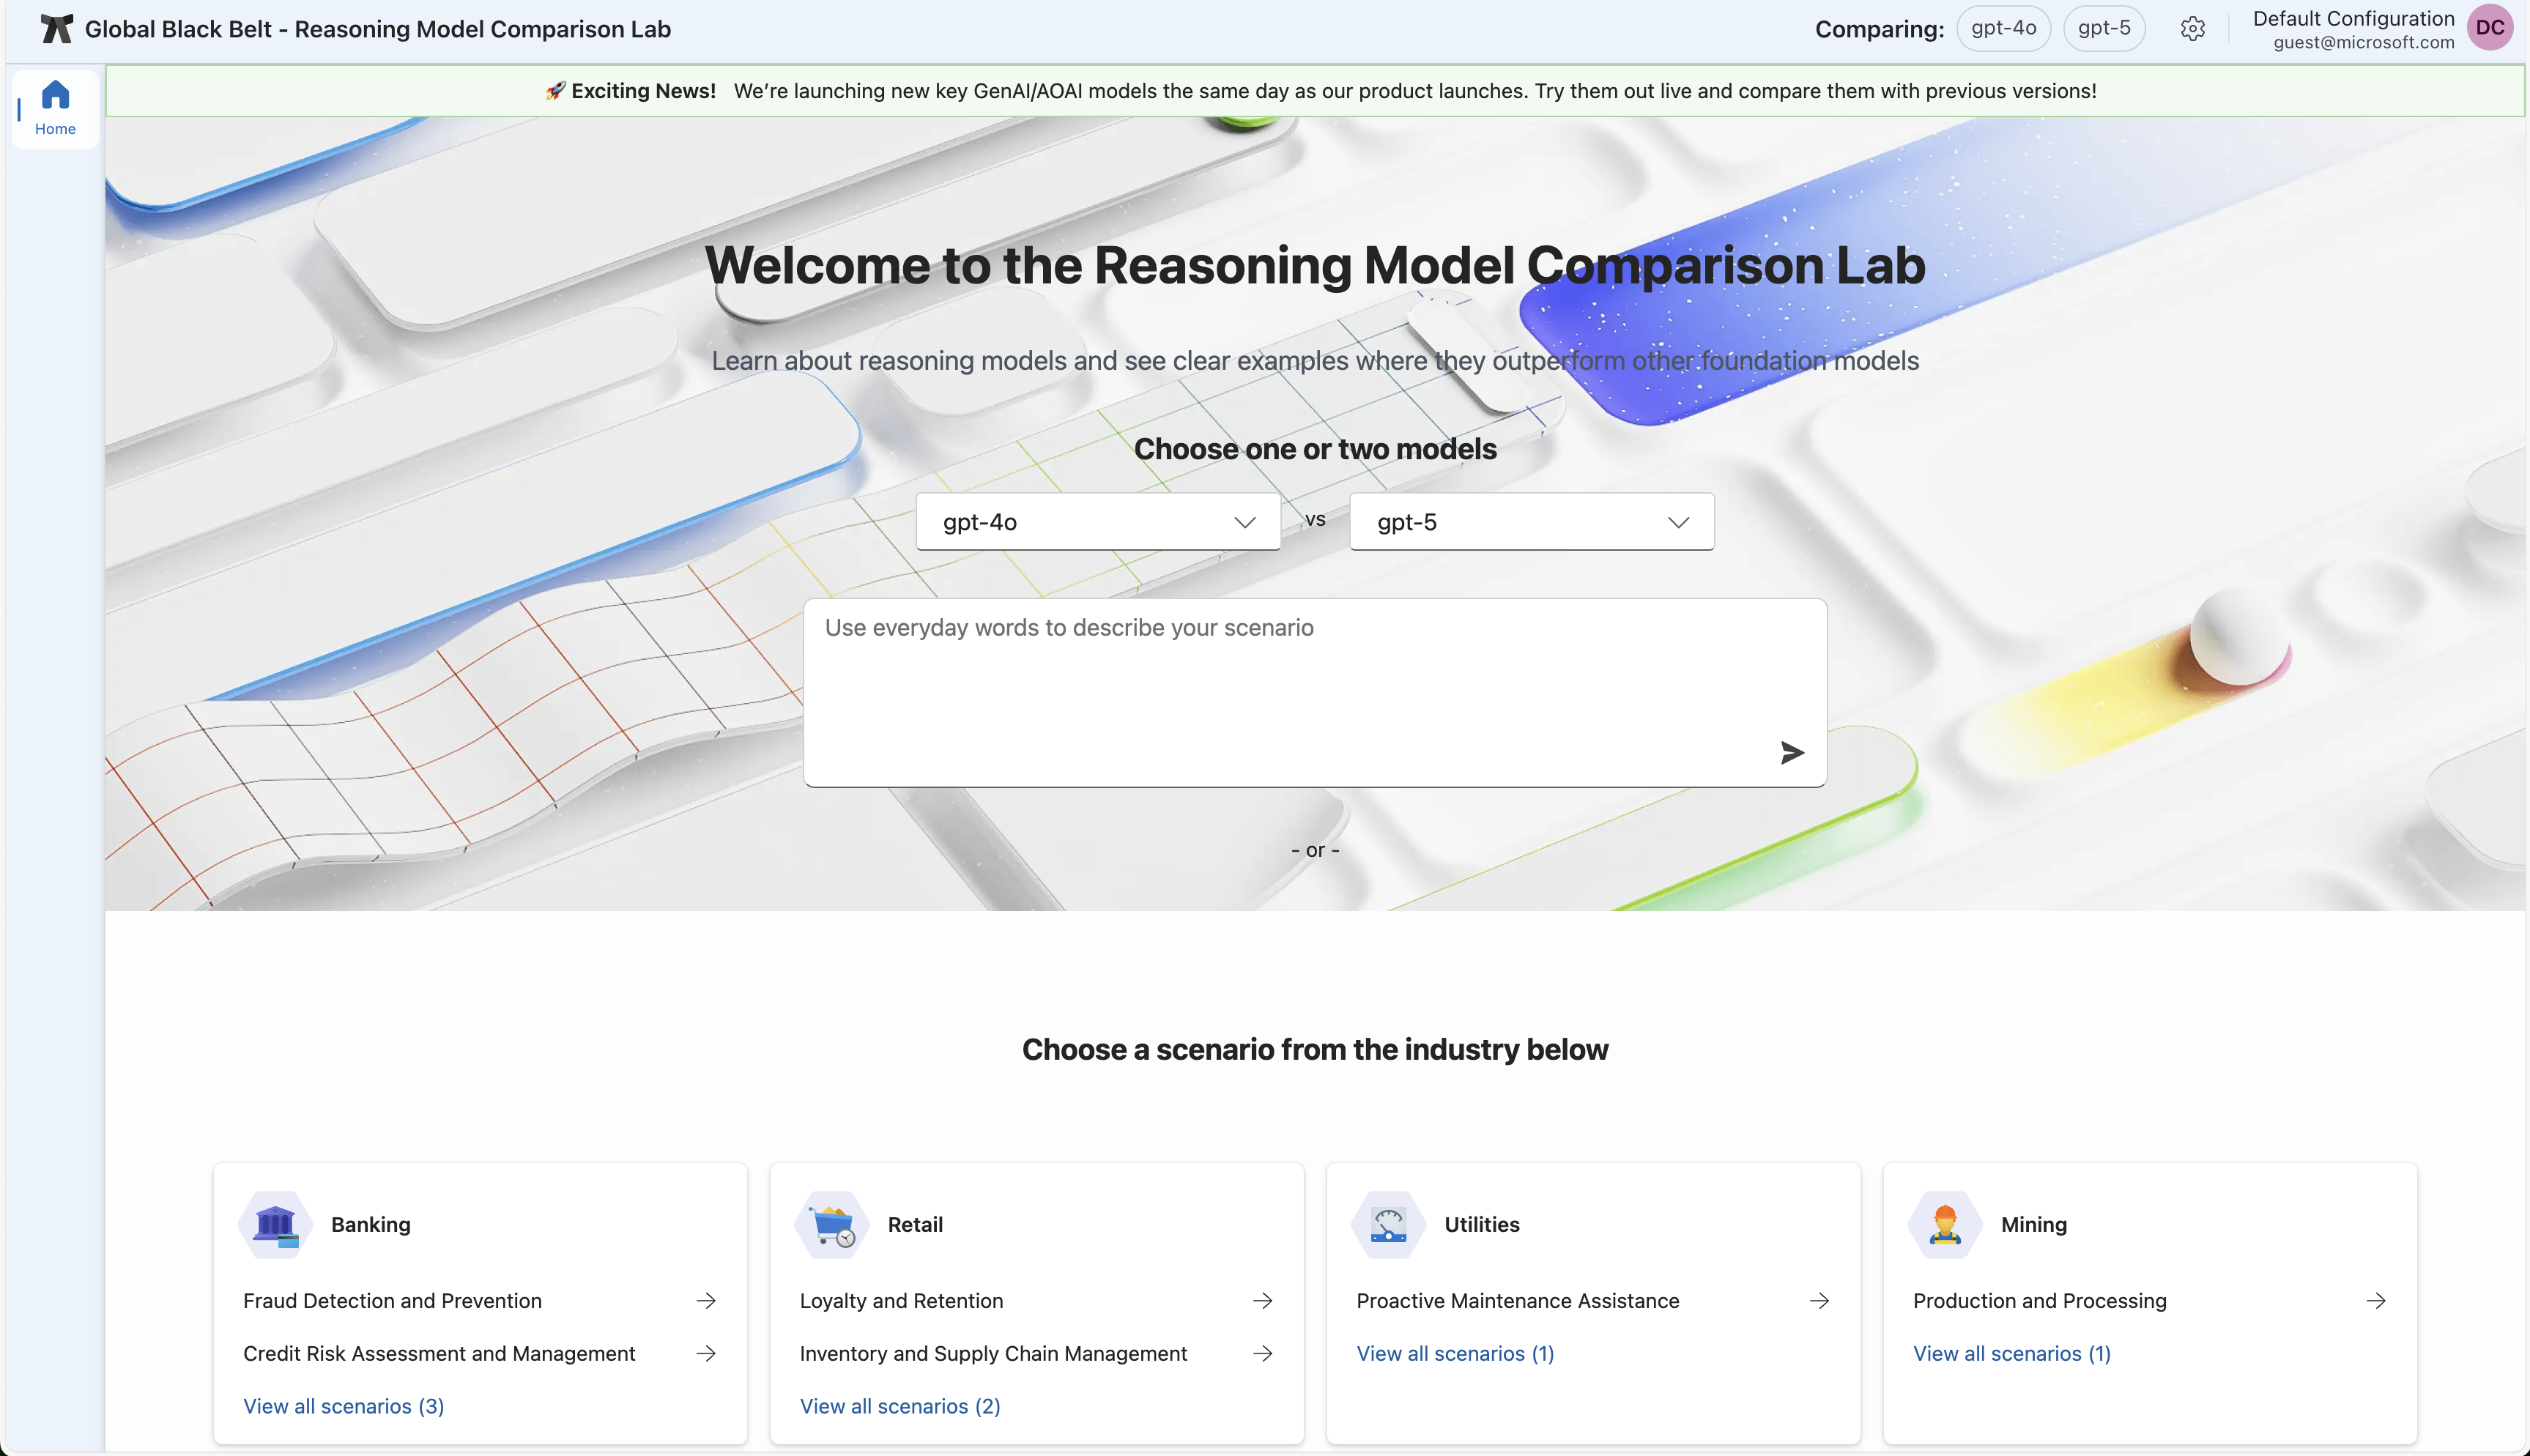 Global Black Belt - Reasoning Model Comparison Lab
Comparing: gpt-4o gpt-5
Default Configuration
guest@microsoft.com
DC
Home
🚀 Exciting News! We’re launching new key GenAI/AOAI models the same day as our product launches. Try them out live and compare them with previous versions!
Welcome to the Reasoning Model Comparison Lab
Learn about reasoning models and see clear examples where they outperform other foundation models
Choose one or two models
gpt-4o vs gpt-5
Use everyday words to describe your scenario
- or -
Choose a scenario from the industry below
Banking
Fraud Detection and Prevention
Credit Risk Assessment and Management
View all scenarios (3)
Retail
Loyalty and Retention
Inventory and Supply Chain Management
View all scenarios (2)
Utilities
Proactive Maintenance Assistance
View all scenarios (1)
Mining
Production and Processing
View all scenarios (1)